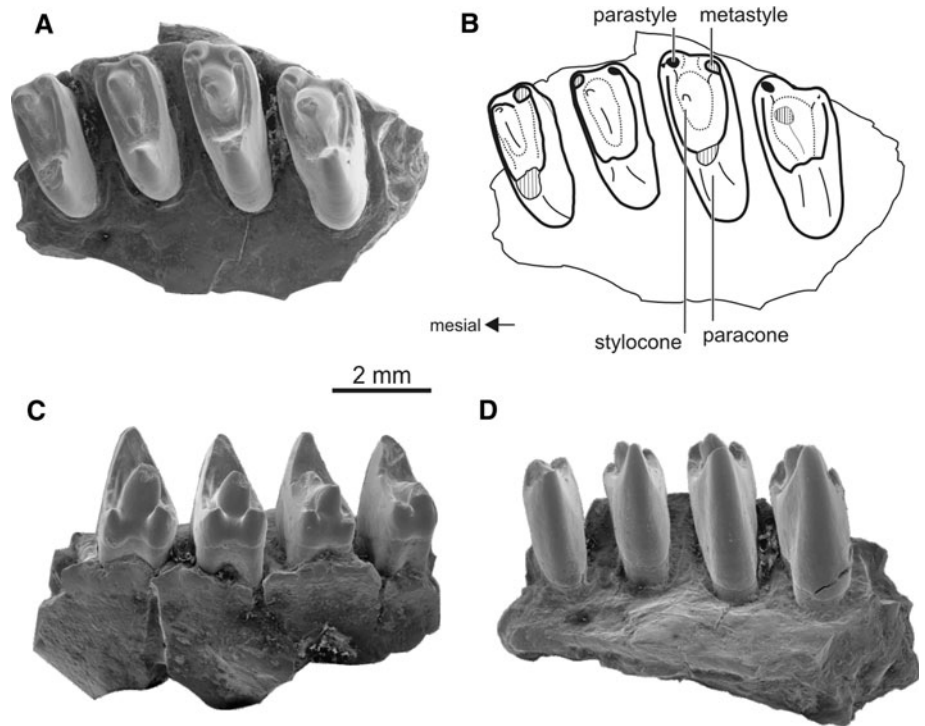 A
B
parastyle
metastyle
mesial
stylocone
paracone
2 mm
C
D